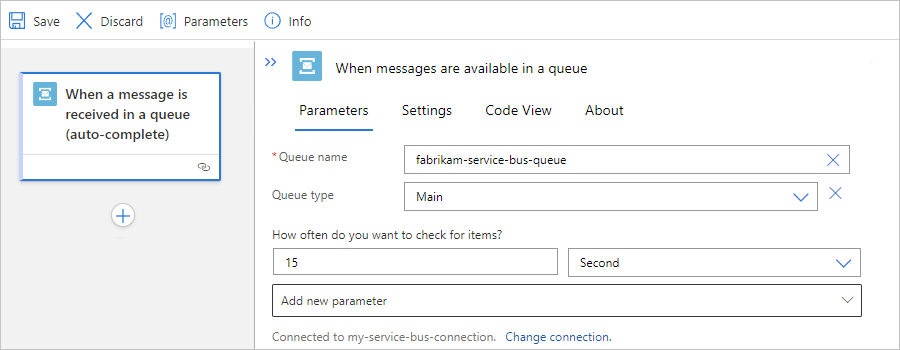 Save Discard [@] Parameters Info
When a message is
received in a queue
(auto-complete)
When messages are available in a queue
Parameters Settings Code View About
* Queue name fabrikam-service-bus-queue
Queue type Main
How often do you want to check for items?
15 Second
Add new parameter
Connected to my-service-bus-connection. Change connection.